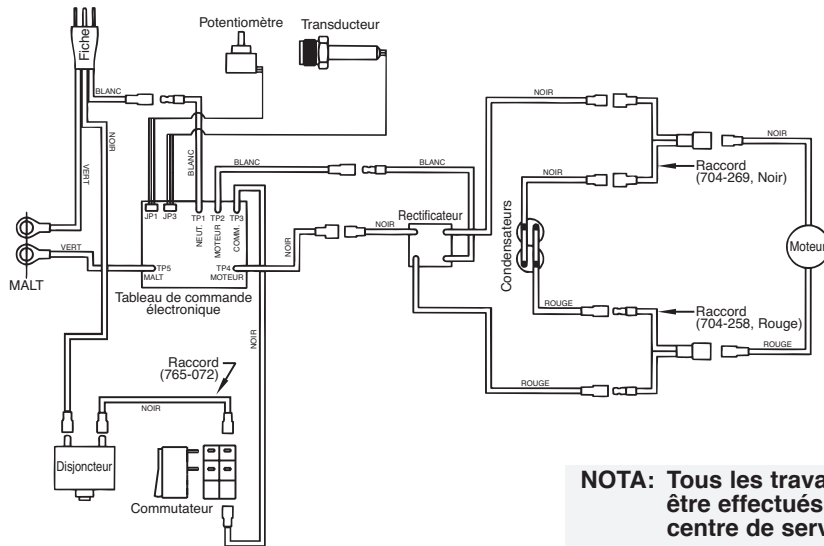 Potentiomètre
Transducteur
Fiche
BLANC
NOIR
VERT
BLANC
BLANC
BLANC
NOIR
NOIR
NOIR
Raccord
(704-269, Noir)
JP1
JP3
TP1
TP2
TP3
NEUT.
MOTEUR
COMM.
NOIR
NOIR
Rectificateur
Condensateurs
Moteur
VERT
MALT
TP5
MALT
TP4
MOTEUR
Tableau de commande
électronique
ROUGE
Raccord
(704-258, Rouge)
ROUGE
ROUGE
NOIR
Raccord
(765-072)
NOIR
Disjoncteur
Commutateur
NOTA: Tous les trava
être effectués
centre de serv